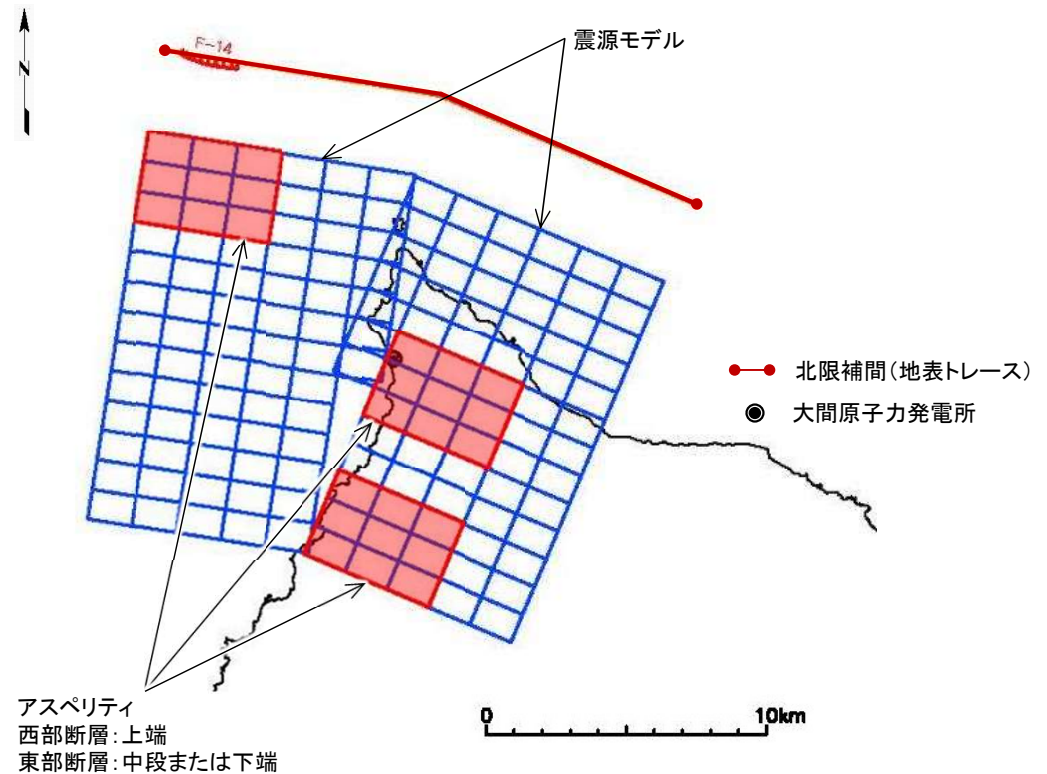 N
F-14
震源モデル
北限補間(地表トレース)
大間原子力発電所
アスペリティ
西部断層:上端
東部断層:中段または下端
0 10km